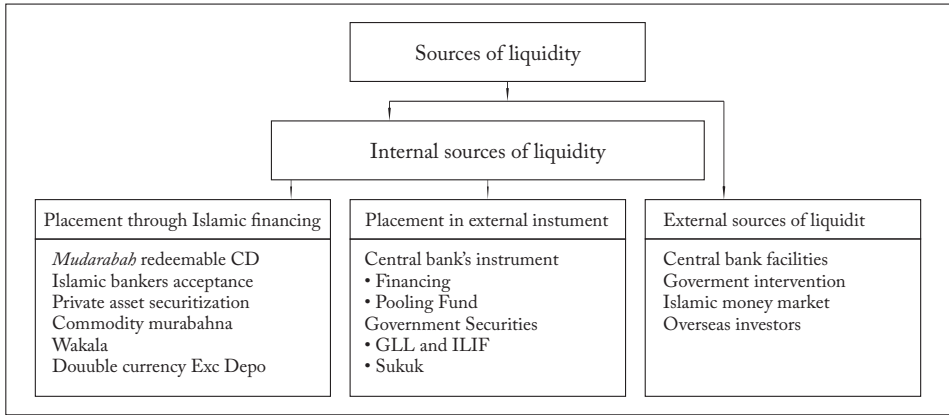 Sources of liquidity
Internal sources of liquidity
Placement through Islamic financing
Mudarabah redeemable CD
Islamic bankers acceptance
Private asset securitization
Commodity murabahna
Wakala
Douuble currency Exc Depo
Placement in external instument
Central bank's instrument
• Financing
• Pooling Fund
Government Securities
• GLL and ILIF
• Sukuk
External sources of liquidit
Central bank facilities
Goverment intervention
Islamic money market
Overseas investors